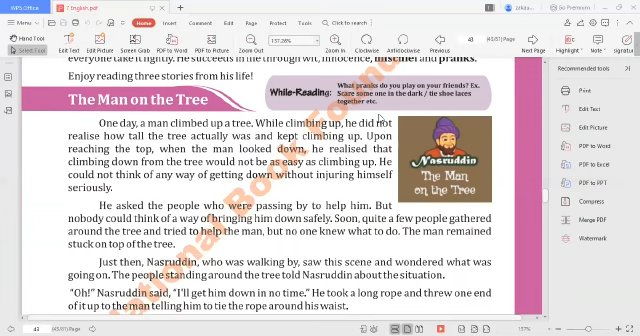 WPS Office
7 English.pdf
Go Premium
Menu
Home
Insert
Comment
Edit
Page
Protect
Tools
Click to search
Hand Tool
Select Tool
Edit Text
Edit Picture
Screen Grab
PDF to Word
PDF to Picture
157.26%
Zoom Out
Zoom In
Clockwise
Anticlockwise
Previous
43
Next Page
Highlight
Note
everyone take it lightly. He succeeds in life through wit, innocence, mischief and pranks.
Enjoy reading three stories from his life!
The Man on the Tree
While-Reading:
What pranks do you play on your friends? Ex.
Scare some one in the dark / tie shoe laces
together etc.
One day, a man climbed up a tree. While climbing up, he did not
realise how tall the tree actually was and kept climbing up. Upon
reaching the top, when the man looked down, he realised that
climbing down from the tree would not be as easy as climbing up. He
could not think of any way of getting down without injuring himself
seriously.
Nasruddin
The Man
on the Tree
He asked the people who were passing by to help him. But
nobody could think of a way of bringing him down safely. Soon, quite a few people gathered
around the tree and tried to help the man, but no one knew what to do. The man remained
stuck on top of the tree.
Just then, Nasruddin, who was walking by, saw this scene and wondered what was
going on. The people standing around the tree told Nasruddin about the situation.
"Oh!" Nasruddin said, "I'll get him down in no time." He took a long rope and threw one end
of it up to the man telling him to tie the rope around his waist.
Recommended tools
Print
Edit Text
Edit Picture
PDF to Word
PDF to Excel
PDF to PPT
Compress
Merge PDF
Watermark
43
157%